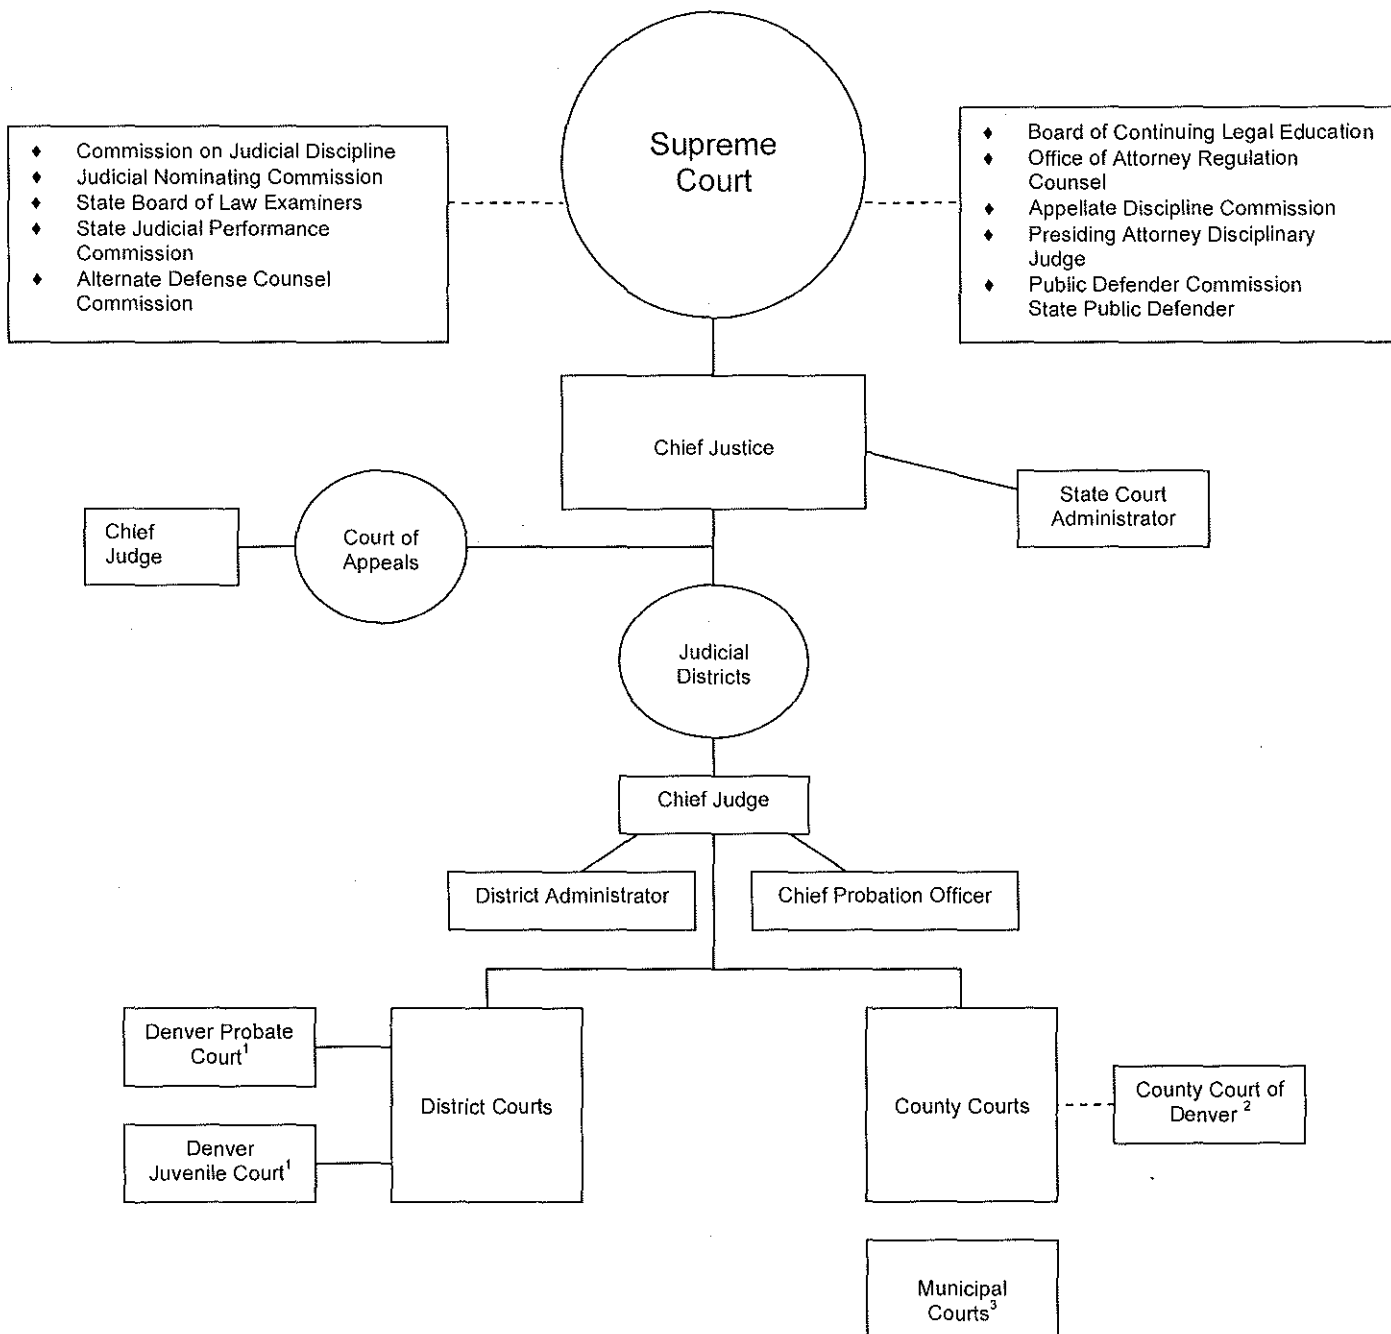 Supreme
Court
♦ Commission on Judicial Discipline
♦ Judicial Nominating Commission
♦ State Board of Law Examiners
♦ State Judicial Performance
Commission
♦ Alternate Defense Counsel
Commission
♦ Board of Continuing Legal Education
♦ Office of Attorney Regulation
Counsel
♦ Appellate Discipline Commission
♦ Presiding Attorney Disciplinary
Judge
♦ Public Defender Commission
State Public Defender
Chief Justice
State Court
Administrator
Chief
Judge
Court of
Appeals
Judicial
Districts
Chief Judge
District Administrator
Chief Probation Officer
Denver Probate
Court¹
Denver
Juvenile Court¹
District Courts
County Courts
County Court of
Denver ²
Municipal
Courts³